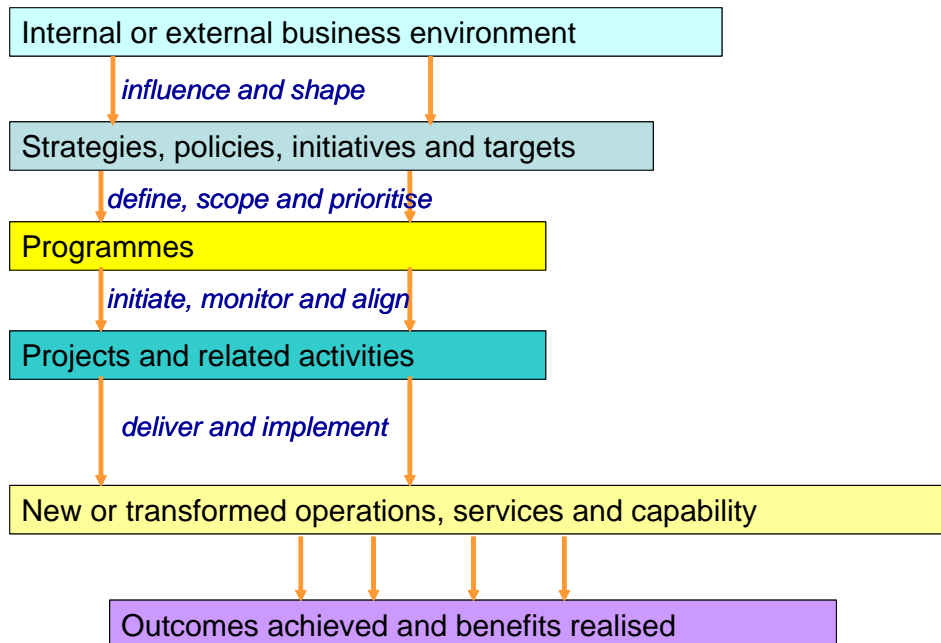 Internal or external business environment
influence and shape
Strategies, policies, initiatives and targets
define, scope and prioritise
Programmes
initiate, monitor and align
Projects and related activities
deliver and implement
New or transformed operations, services and capability
Outcomes achieved and benefits realised